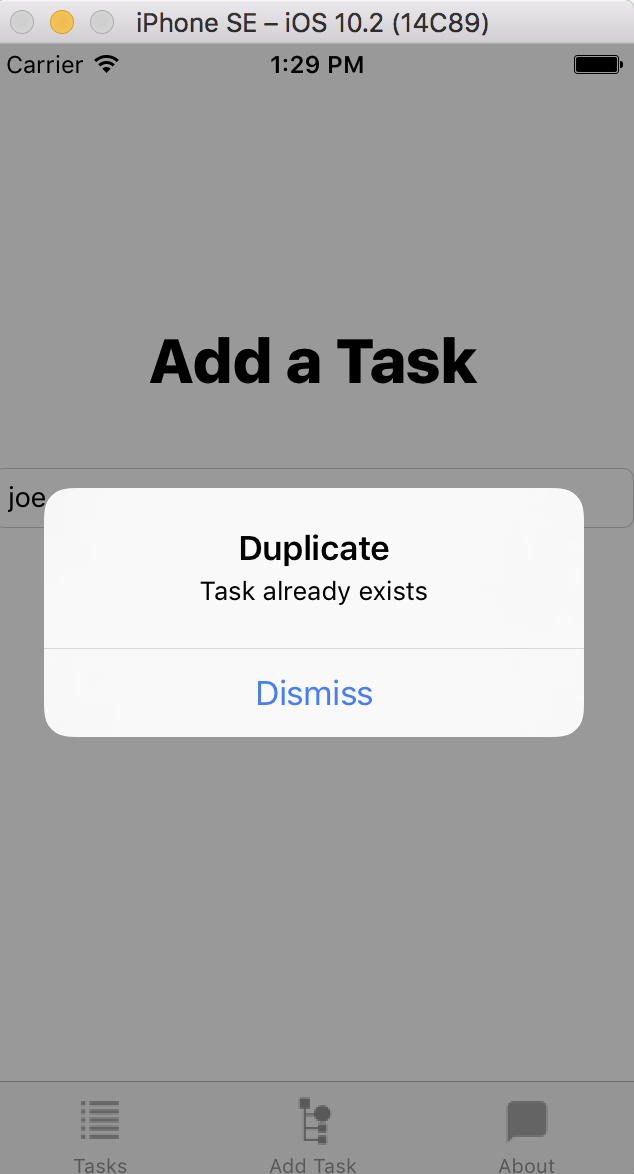 iPhone SE – iOS 10.2 (14C89)
Carrier 1:29 PM
Add a Task
joe
Duplicate
Task already exists
Dismiss
Tasks Add Task About